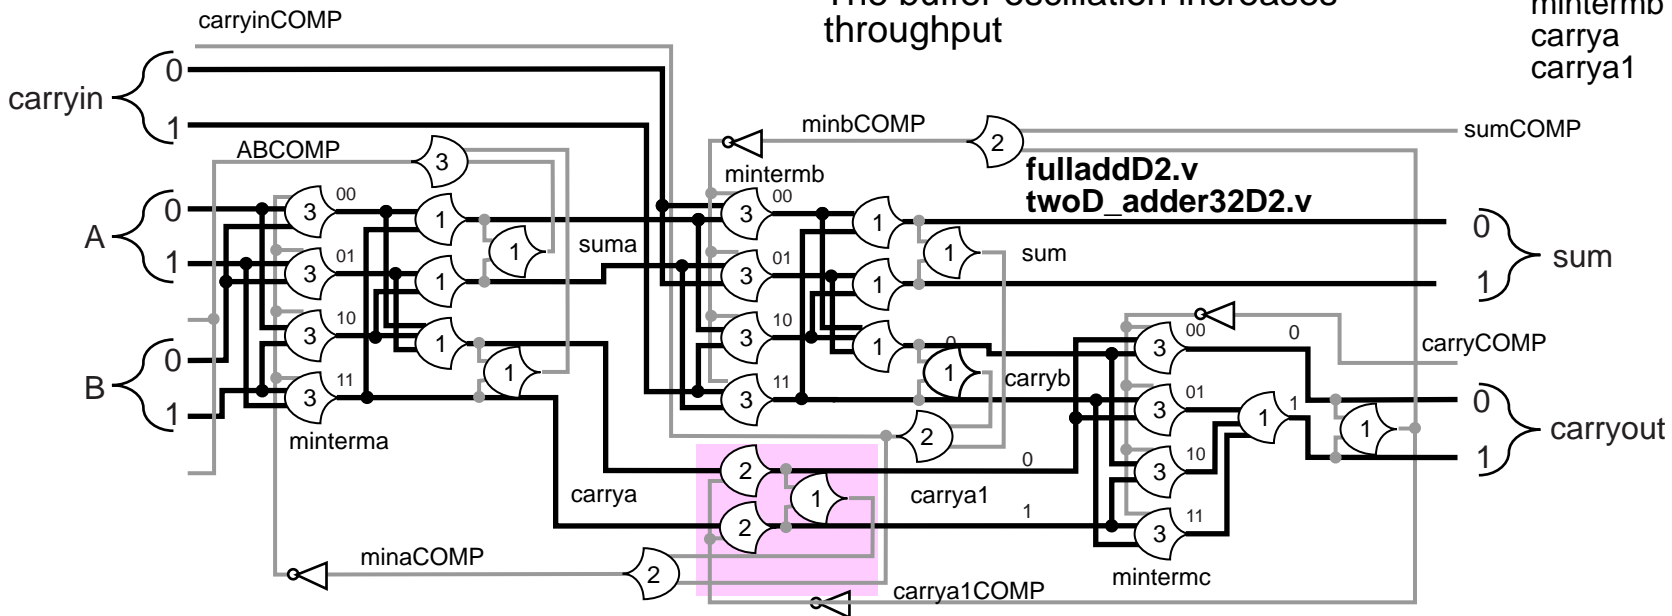 The buffer oscillation increases
throughput
mintermb
carrya
carrya1
carryinCOMP
carryin
0
1
ABCOMP
3
minbCOMP
2
sumCOMP
fulladdD2.v
twoD_adder32D2.v
mintermb
A
0
1
3
00
3
01
3
10
3
11
1
1
1
1
1
suma
minterma
B
0
1
3
00
3
01
3
10
3
11
1
1
1
1
0
1
sum
carryb
2
0
1
sum
3
00
0
3
01
3
10
3
11
1
1
1
mintermc
carryCOMP
0
1
carryout
carrya
2
2
1
0
carrya1
1
minaCOMP
2
carrya1COMP